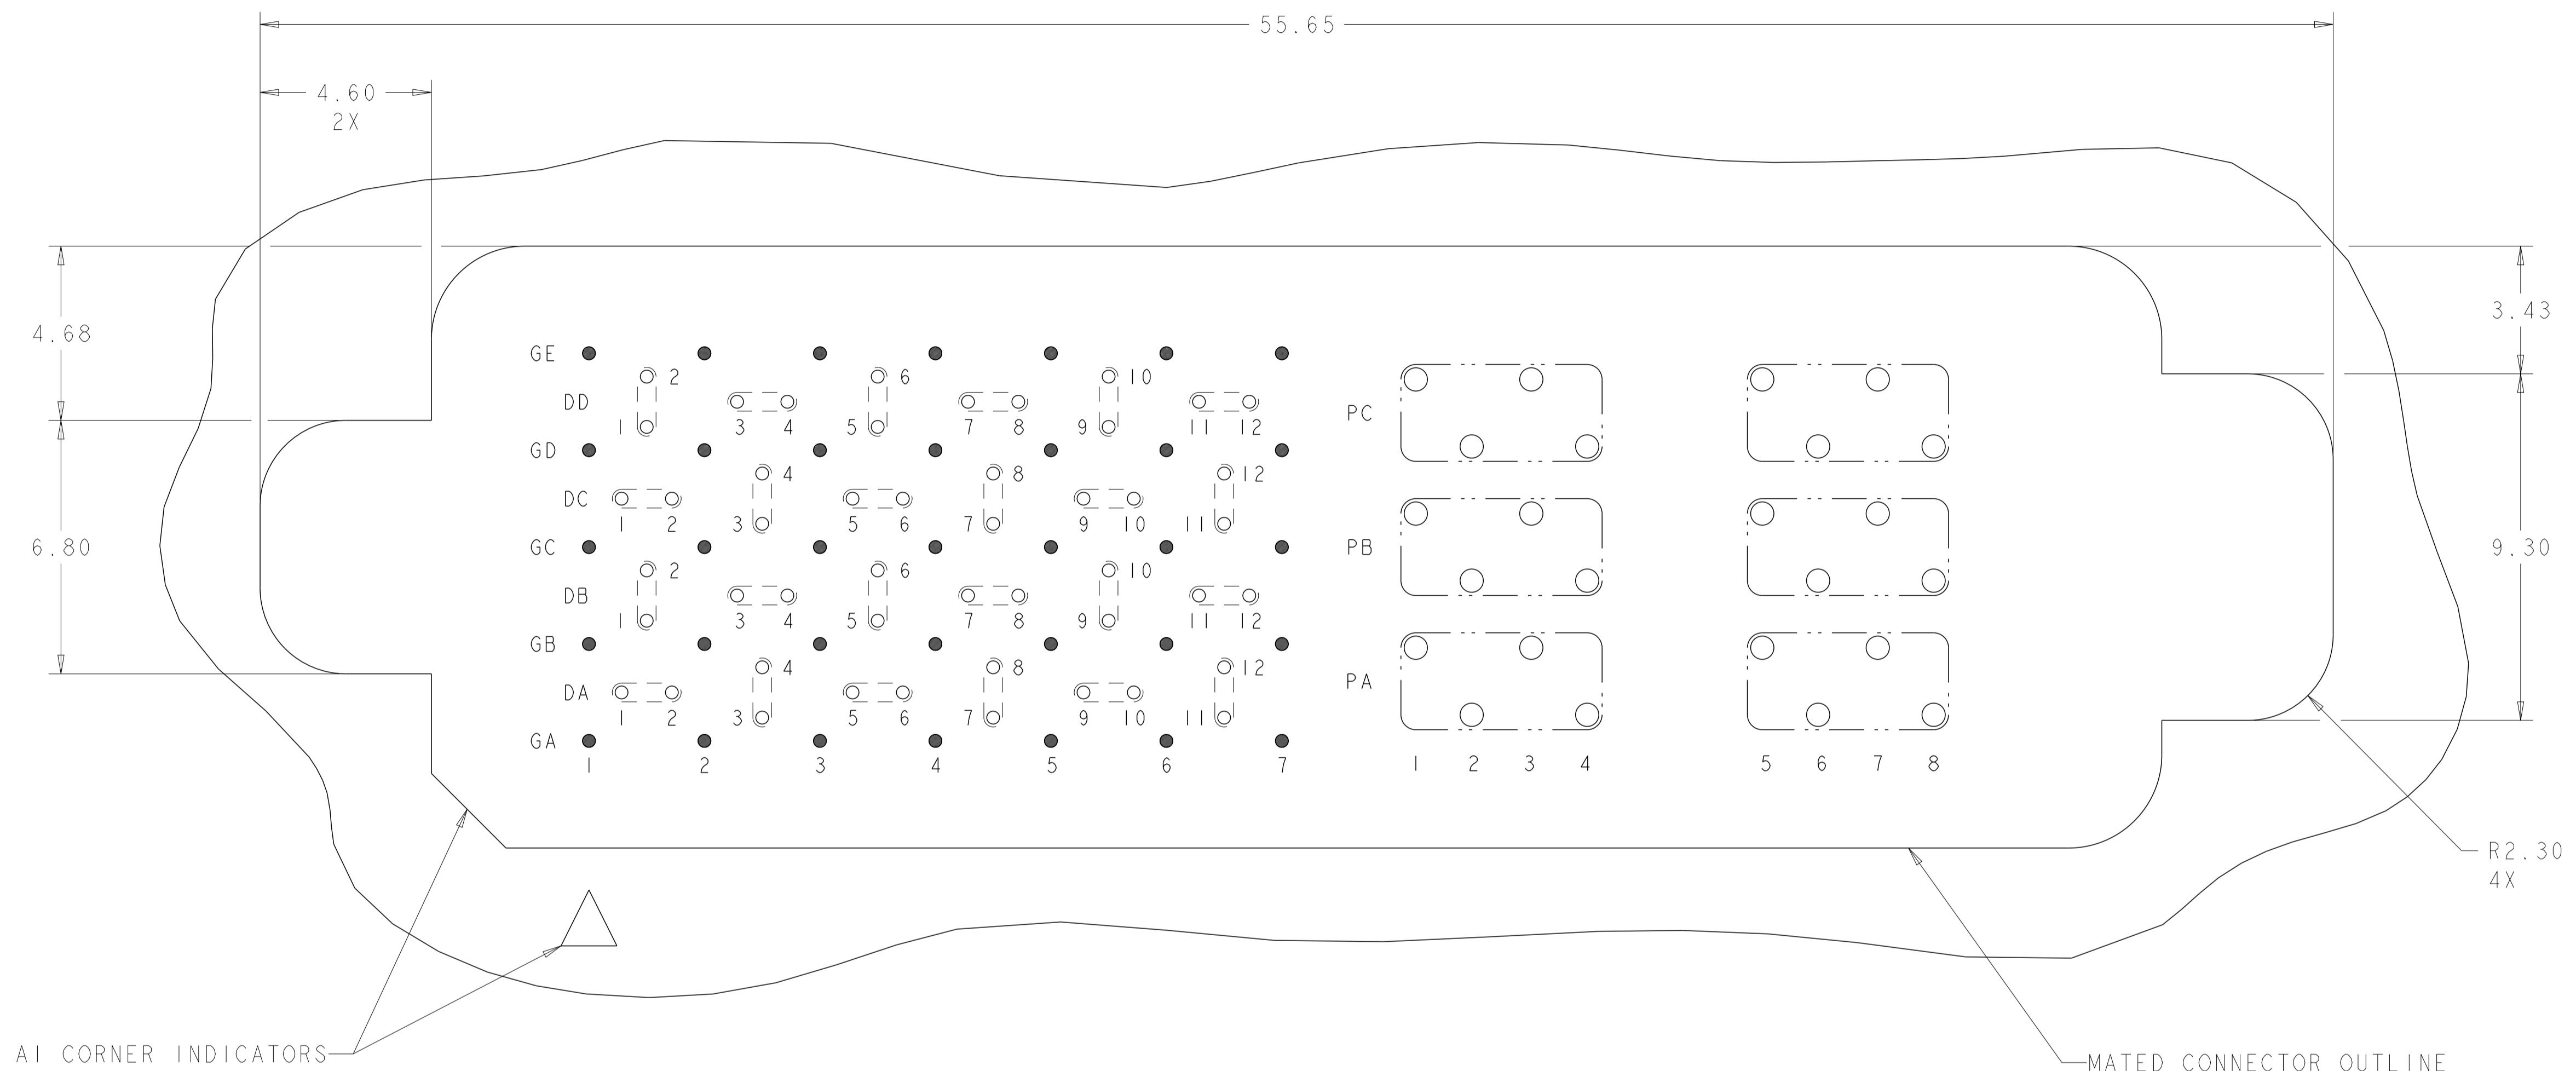 55.65
4.60
2X
4.68
3.43
GE
2 6 10
DD
PC
1 3 4 5 7 8 9 11 12
GD
4 8 12
DC
1 2 3 5 6 7 9 10 11
6.80
GC
PB
9.30
2 6 10
DB
1 3 4 5 7 8 9 11 12
GB
4 8 12
DA
PA
1 2 3 5 6 7 9 10 11
GA
1 2 3 4 5 6 7
1 2 3 4 5 6 7 8
R2.30
4X
A1 CORNER INDICATORS
MATED CONNECTOR OUTLINE